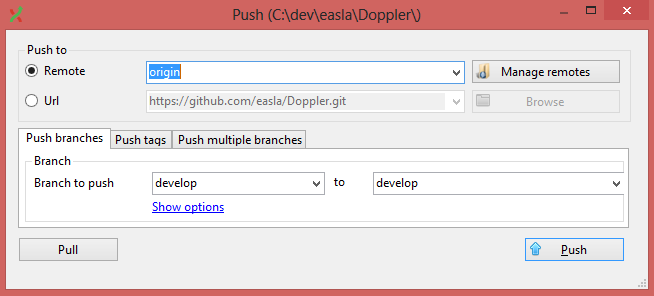 Push (C:\dev\easla\Doppler\)
Push to
Remote origin Manage remotes
Url https://github.com/easla/Doppler.git Browse
Push branches Push tags Push multiple branches
Branch
Branch to push develop to develop
Show options
Pull Push